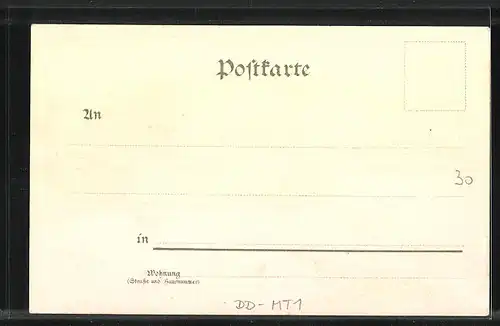 Postkarte
An
30
in
Wohnung
(Straße und Hausnummer)
DD-MT1